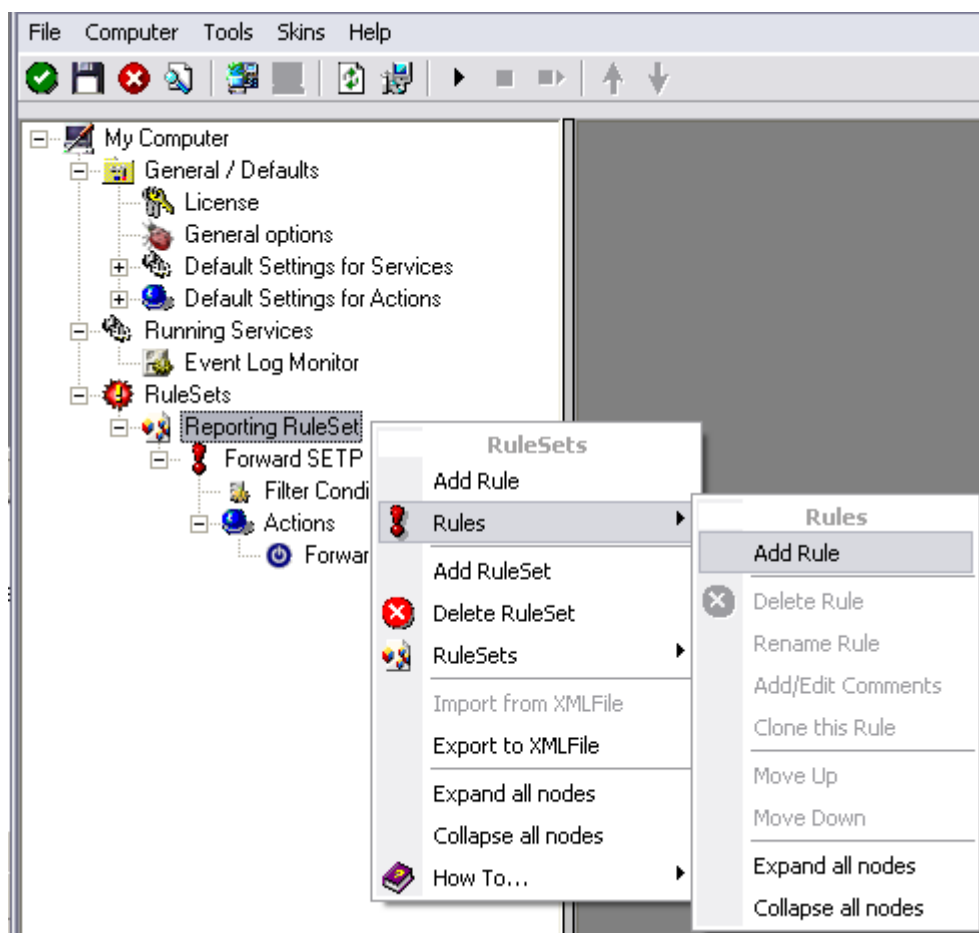 File Computer Tools Skins Help
My Computer
General / Defaults
License
General options
Default Settings for Services
Default Settings for Actions
Running Services
Event Log Monitor
RuleSets
Reporting RuleSet
Forward SETP
Filter Condi
Actions
Forwar
RuleSets
Add Rule
Rules
Add RuleSet
Delete RuleSet
RuleSets
Import from XMLFile
Export to XMLFile
Expand all nodes
Collapse all nodes
How To...
Rules
Add Rule
Delete Rule
Rename Rule
Add/Edit Comments
Clone this Rule
Move Up
Move Down
Expand all nodes
Collapse all nodes